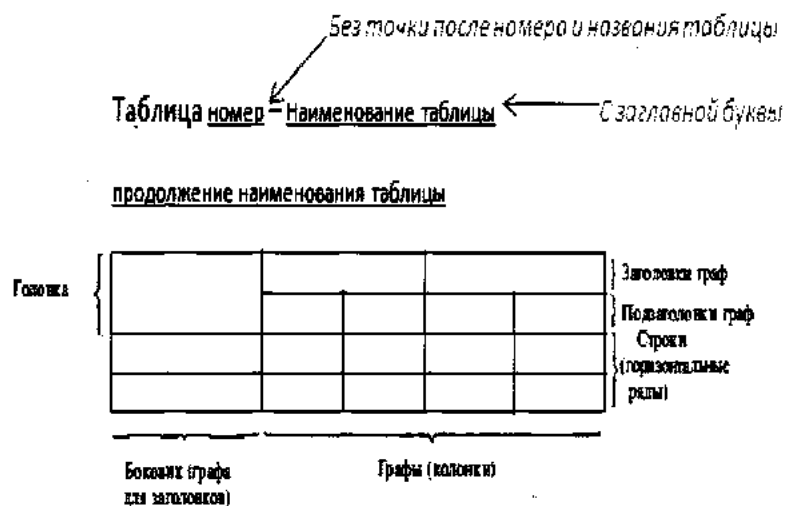 Без точки после номера и названия таблицы
Таблица номер – Наименование таблицы
С заглавной буквы
продолжение наименования таблицы
Головка
Заголовки граф
Подзаголовки граф
Строки
(горизонтальные
ряды)
Боковик (графа
для заголовков)
Графы (колонки)